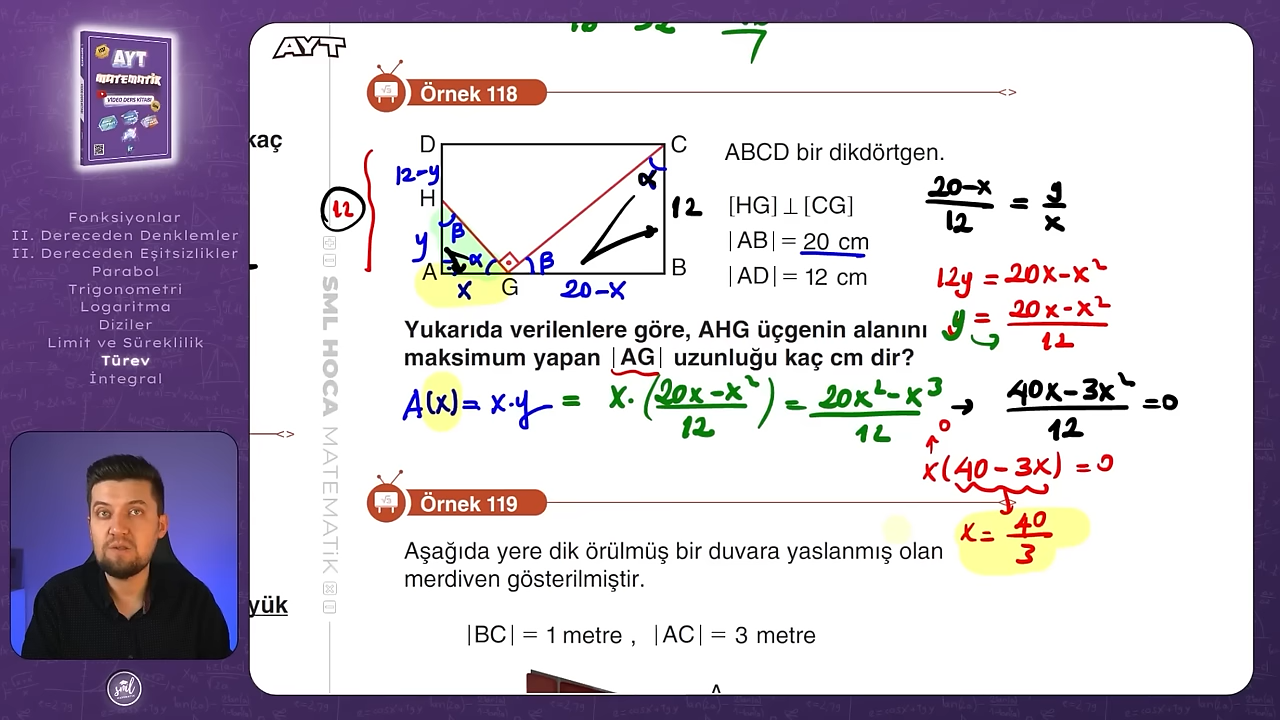 AYT
MATEMATİK
VİDEO DERS KİTABI
Fonksiyonlar
II. Dereceden Denklemler
II. Dereceden Eşitsizlikler
Parabol
Trigonometri
Logaritma
Diziler
Limit ve Süreklilik
Türev
İntegral
sml
kaç
yük
SML HOCA MATEMATİK
AYT
7
Örnek 118
D C
12-y
H
12
y β α 12
A α β B
x G 20-x
ABCD bir dikdörtgen.
[HG] ⊥ [CG]
|AB| = 20 cm
|AD| = 12 cm
20-x/12 = y/x
12y = 20x-x²
y = 20x-x²/12
Yukarıda verilenlere göre, AHG üçgenin alanını
maksimum yapan |AG| uzunluğu kaç cm dir?
A(x) = x.y = x.(20x-x²/12) = 20x²-x³/12 → 40x-3x²/12 = 0
0
x(40-3x) = 0
x = 40/3
Örnek 119
Aşağıda yere dik örülmüş bir duvara yaslanmış olan
merdiven gösterilmiştir.
|BC| = 1 metre , |AC| = 3 metre
A